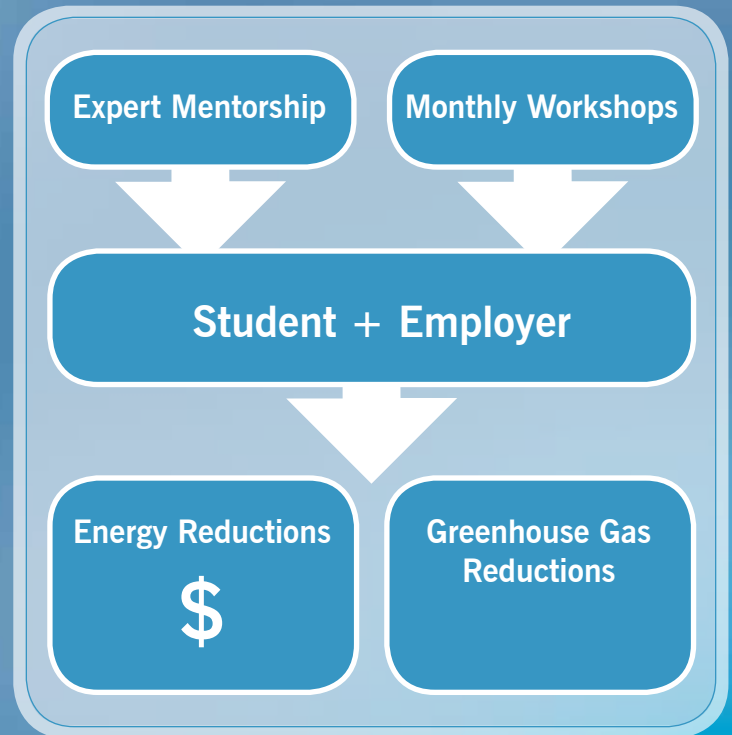 Expert Mentorship
Monthly Workshops
Student + Employer
Energy Reductions
$
Greenhouse Gas
Reductions